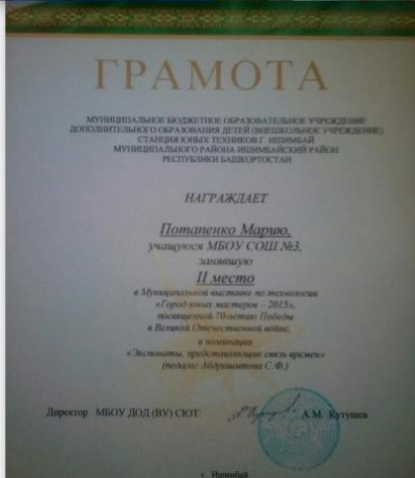 ГРАМОТА
МУНИЦИПАЛЬНОЕ БЮДЖЕТНОЕ ОБРАЗОВАТЕЛЬНОЕ УЧРЕЖДЕНИЕ
ДОПОЛНИТЕЛЬНОГО ОБРАЗОВАНИЯ ДЕТЕЙ (ВНЕШКОЛЬНОЕ УЧРЕЖДЕНИЕ)
СТАНЦИЯ ЮНЫХ ТЕХНИКОВ Г. ИШИМБАЙ
МУНИЦИПАЛЬНОГО РАЙОНА ИШИМБАЙСКИЙ РАЙОН
РЕСПУБЛИКИ БАШКОРТОСТАН
НАГРАЖДАЕТ
Потапенко Марию,
учащуюся МБОУ СОШ №3,
занявшую
II место
в Муниципальной выставке по технологии
«Город юных мастеров – 2015»,
посвященной 70-летию Победы
в Великой Отечественной войне,
в номинации
«Экспонаты, представляющие связь времен»
(педагог Абдрашитова С.Ф.)
Директор МБОУ ДОД (ВУ) СЮТ: А.М. Кутушев
г. Ишимбай